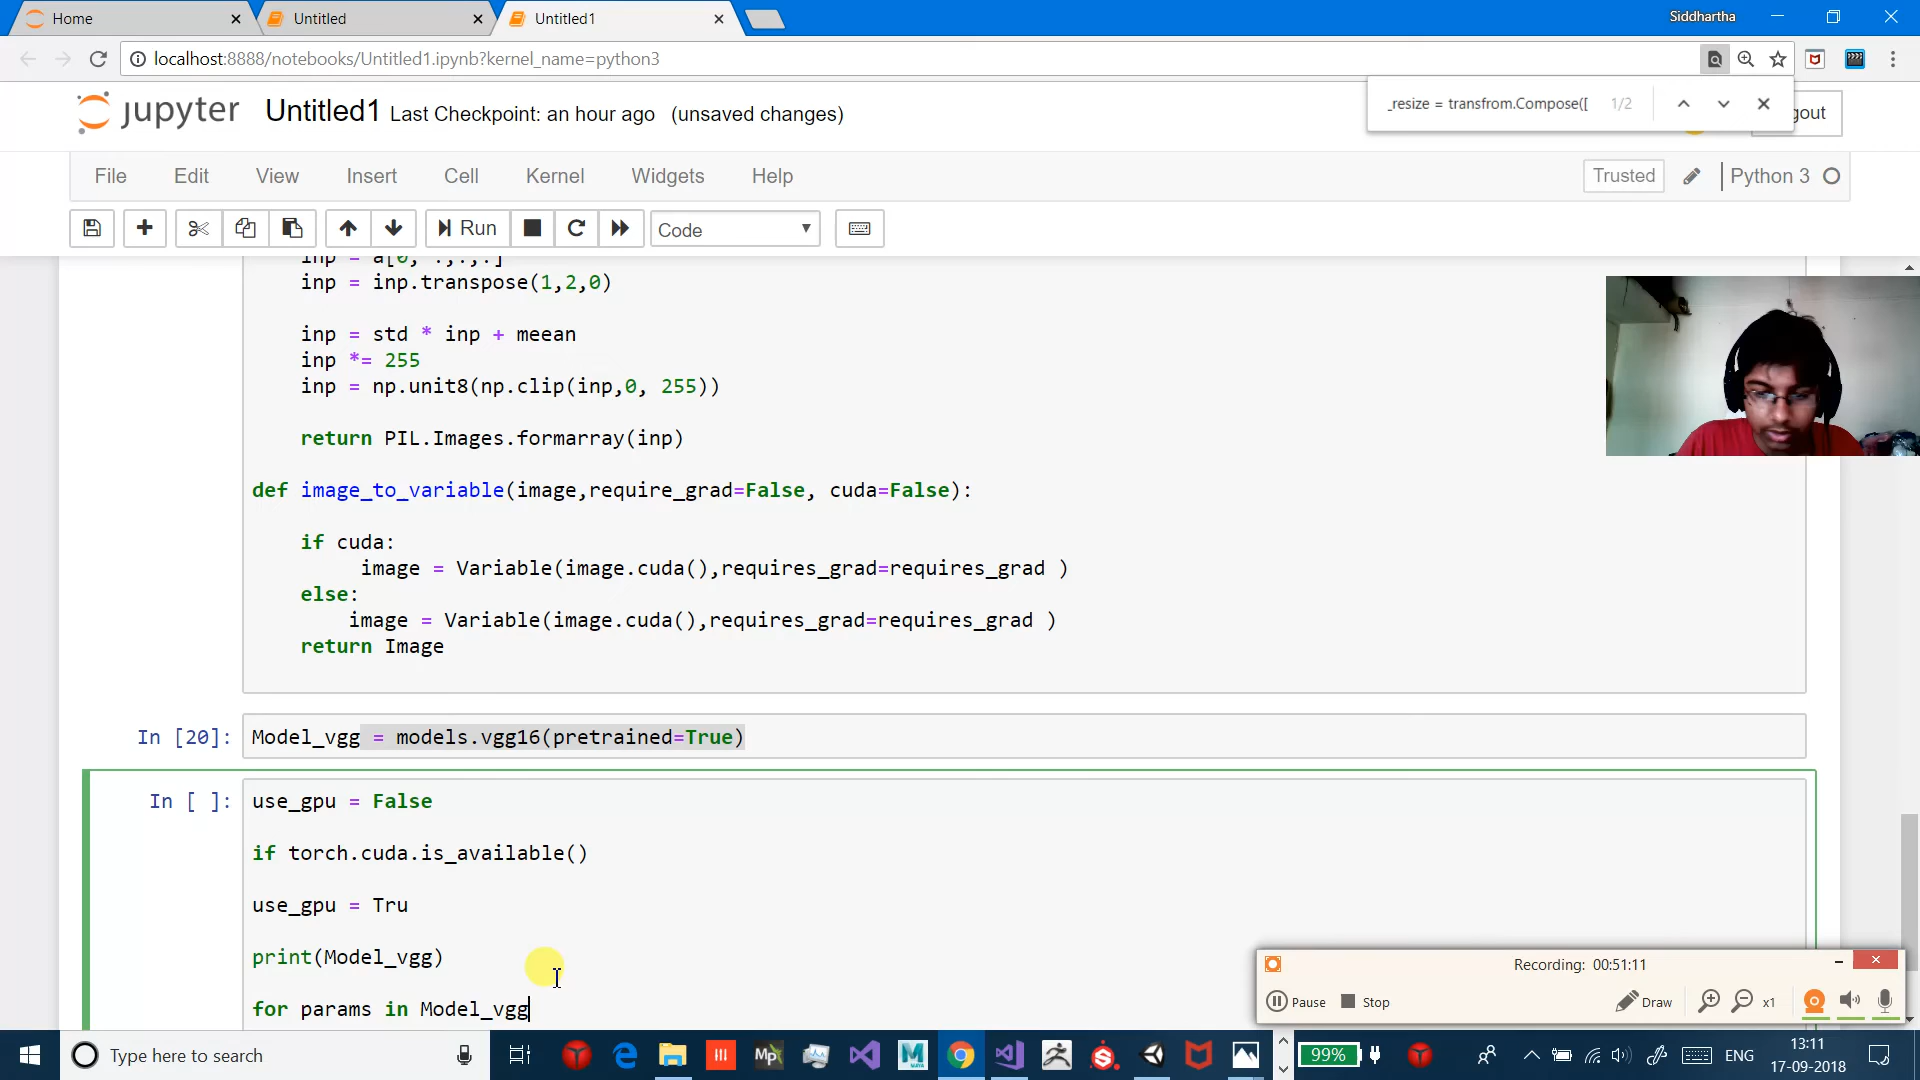 Home
Untitled
Untitled1
Siddhartha
localhost:8888/notebooks/Untitled1.ipynb?kernel_name=python3
_resize = transfrom.Compose([ 1/2
jupyter Untitled1 Last Checkpoint: an hour ago (unsaved changes)
gout
File Edit View Insert Cell Kernel Widgets Help
Trusted Python 3
Run Code
inp = a[0, :,:,:]
inp = inp.transpose(1,2,0)
inp = std * inp + meean
inp *= 255
inp = np.unit8(np.clip(inp,0, 255))
return PIL.Images.formarray(inp)
def image_to_variable(image,require_grad=False, cuda=False):
if cuda:
image = Variable(image.cuda(),requires_grad=requires_grad )
else:
image = Variable(image.cuda(),requires_grad=requires_grad )
return Image
In [20]: Model_vgg = models.vgg16(pretrained=True)
In [ ]: use_gpu = False
if torch.cuda.is_available()
use_gpu = Tru
print(Model_vgg)
for params in Model_vgg
Recording: 00:51:11
Pause Stop Draw x1
Type here to search
99%
ENG
13:11
17-09-2018